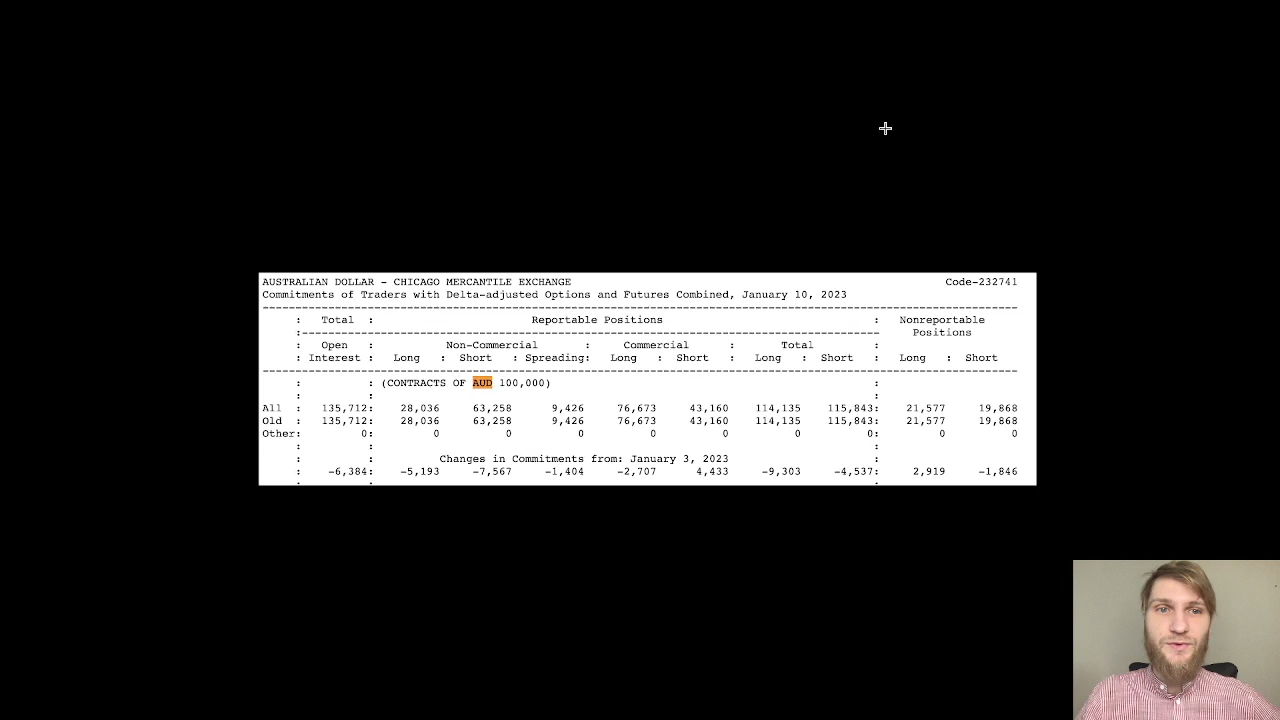 AUSTRALIAN DOLLAR - CHICAGO MERCANTILE EXCHANGE Code-232741
Commitments of Traders with Delta-adjusted Options and Futures Combined, January 10, 2023
: Total : Reportable Positions : Nonreportable
Positions
: Open : Non-Commercial : Commercial : Total :
: Interest : Long : Short : Spreading: Long : Short : Long : Short : Long : Short
: : (CONTRACTS OF AUD 100,000) :
All : 135,712: 28,036 63,258 9,426 76,673 43,160 114,135 115,843: 21,577 19,868
Old : 135,712: 28,036 63,258 9,426 76,673 43,160 114,135 115,843: 21,577 19,868
Other: 0: 0 0 0 0 0 0 0: 0 0
: : Changes in Commitments from: January 3, 2023 :
: -6,384: -5,193 -7,567 -1,404 -2,707 4,433 -9,303 -4,537: 2,919 -1,846